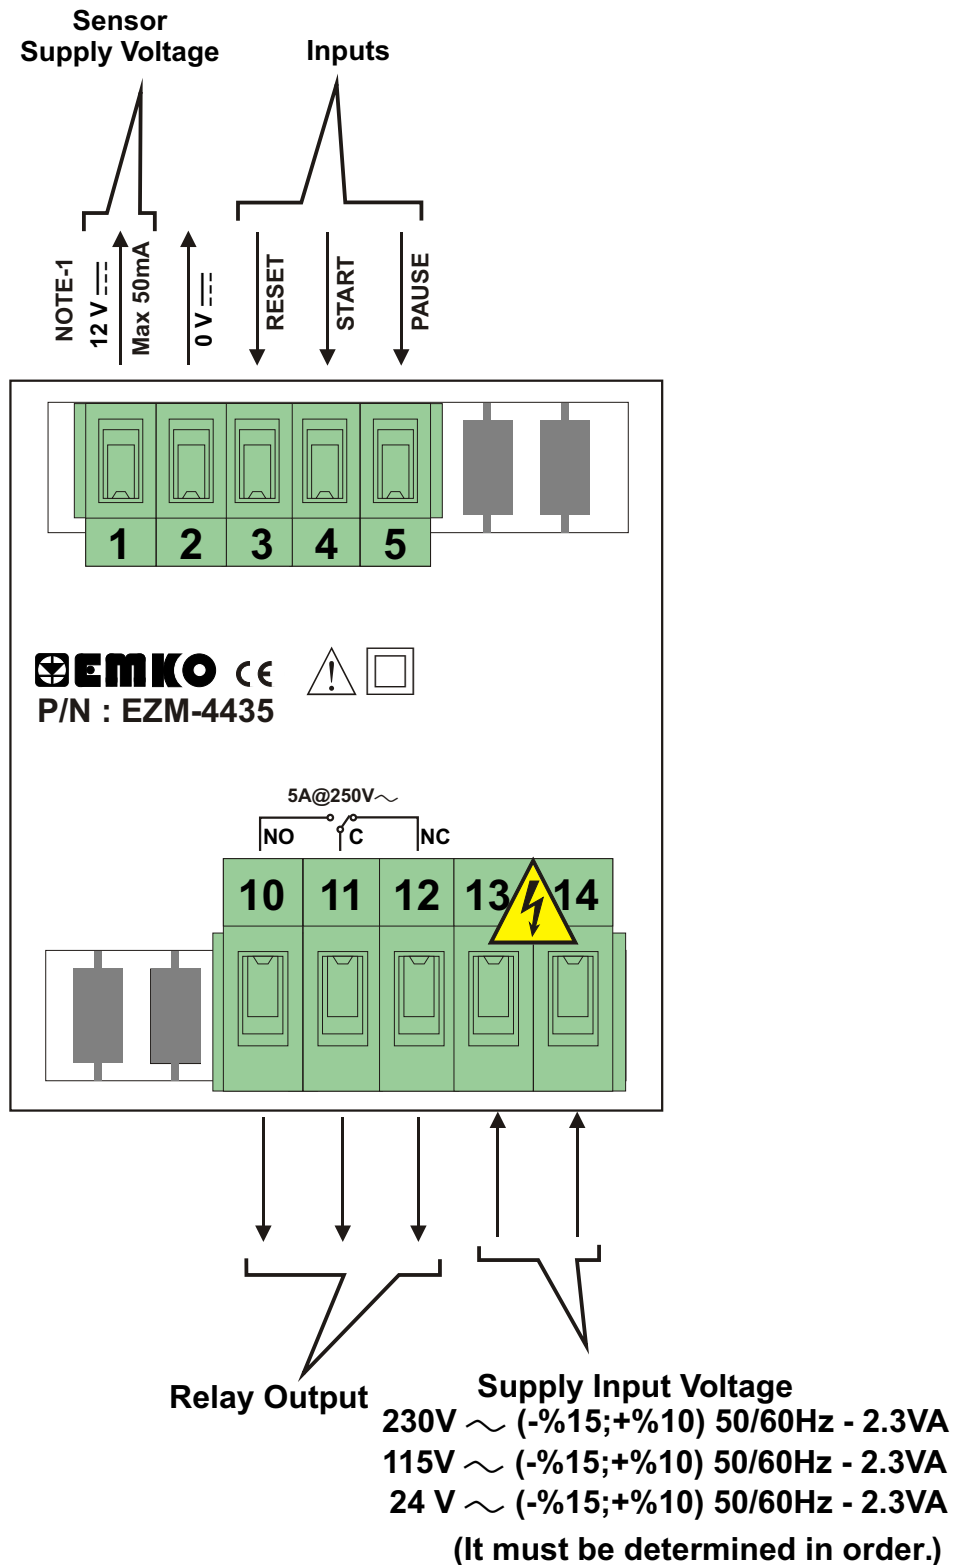 Sensor
Supply Voltage
Inputs
NOTE-1
12 V
Max 50mA
0 V
RESET
START
PAUSE
1 2 3 4 5
EMKO CE
P/N : EZM-4435
5A@250V
NO C NC
10 11 12 13 14
Relay Output
Supply Input Voltage
230V ～ (-%15;+%10) 50/60Hz - 2.3VA
115V ～ (-%15;+%10) 50/60Hz - 2.3VA
24 V ～ (-%15;+%10) 50/60Hz - 2.3VA
(It must be determined in order.)